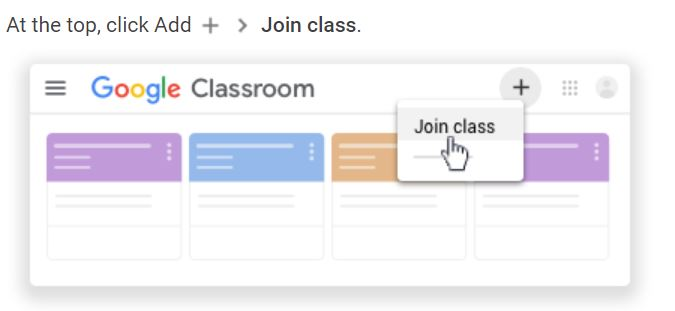 At the top, click Add + > Join class.
Google Classroom +
Join class